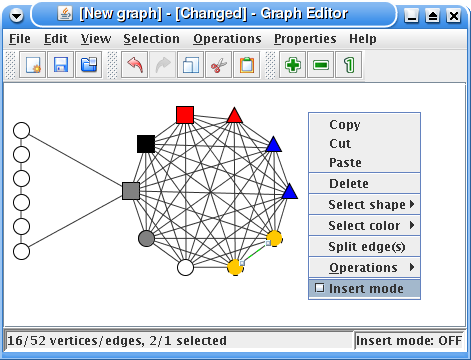 [New graph] - [Changed] - Graph Editor
File Edit View Selection Operations Properties Help
1
Copy
Cut
Paste
Delete
Select shape
Select color
Split edge(s)
Operations
Insert mode
16/52 vertices/edges, 2/1 selected Insert mode: OFF